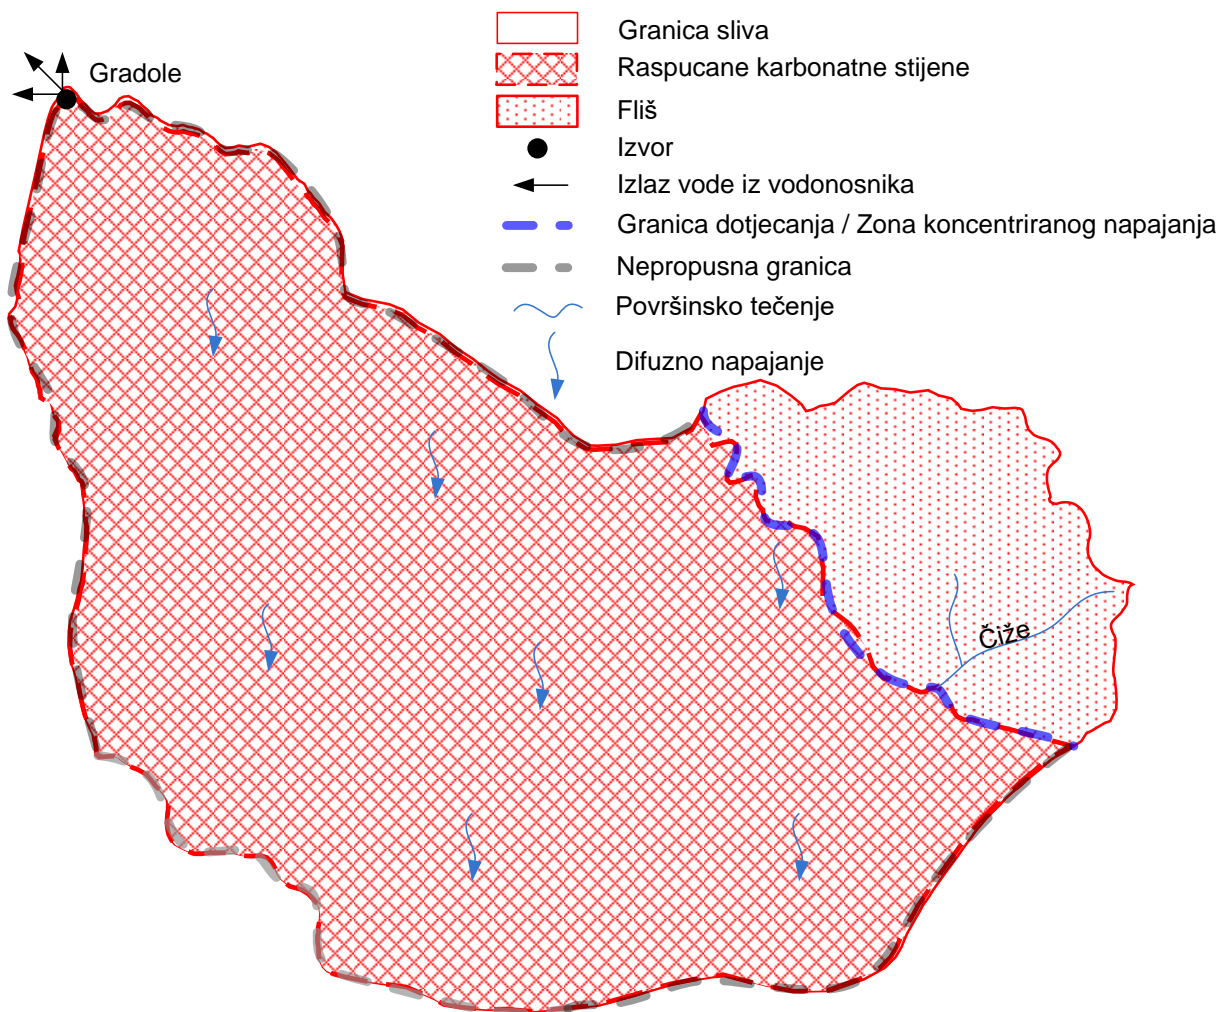 Granica sliva
Gradole
Raspucane karbonatne stijene
Fliš
Izvor
Izlaz vode iz vodonosnika
Granica dotjecanja / Zona koncentriranog napajanja
Nepropusna granica
Površinsko tečenje
Difuzno napajanje
Čiže